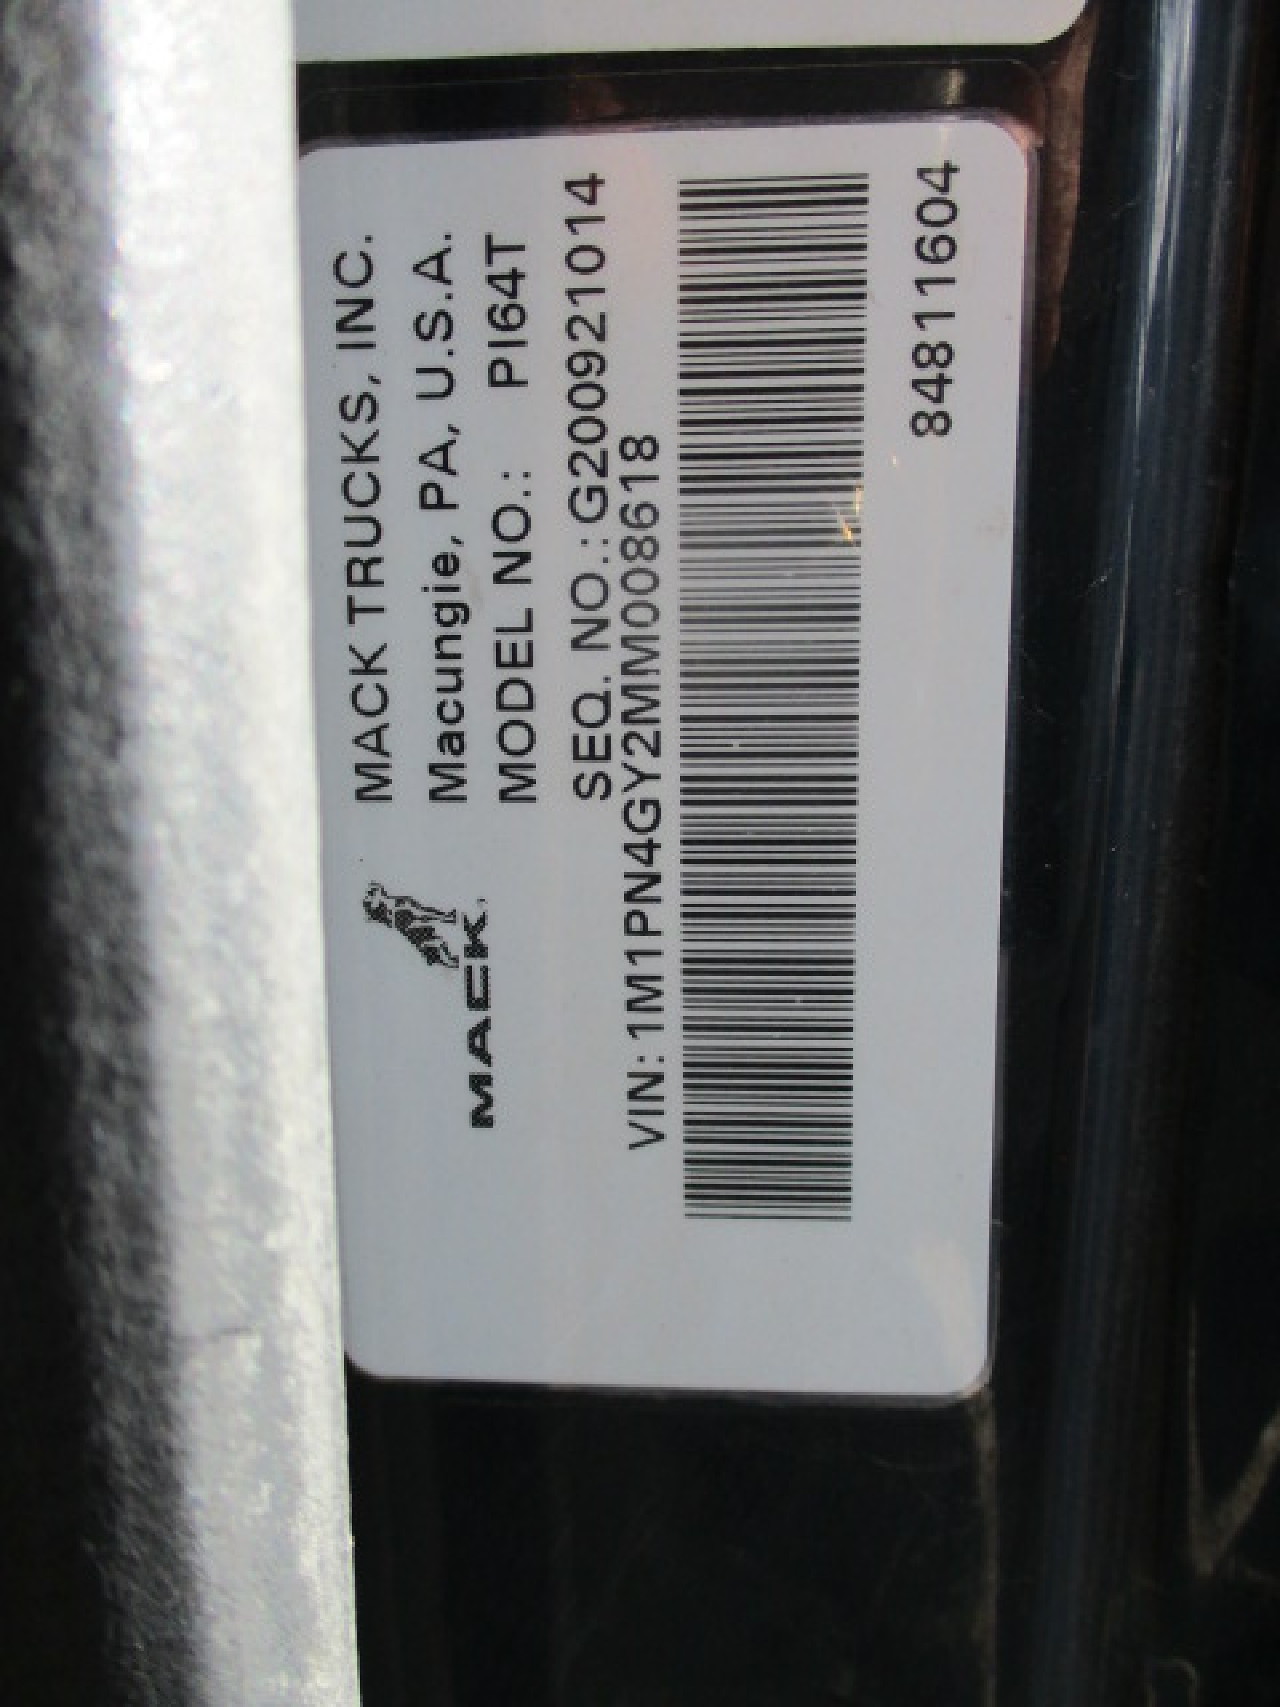 MACK TRUCKS, INC.
Macungie, PA, U.S.A.
MODEL NO.: PI64T
MACK
SEQ. NO.: G200921014
VIN: 1M1PN4GY2MM008618
84811604